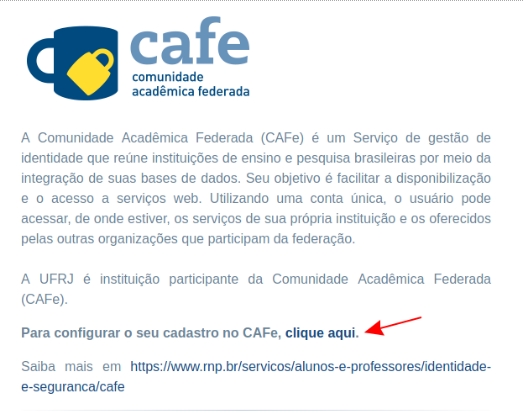 cafe
comunidade
acadêmica federada
A Comunidade Acadêmica Federada (CAFe) é um Serviço de gestão de
identidade que reúne instituições de ensino e pesquisa brasileiras por meio da
integração de suas bases de dados. Seu objetivo é facilitar a disponibilização
e o acesso a serviços web. Utilizando uma conta única, o usuário pode
acessar, de onde estiver, os serviços de sua própria instituição e os oferecidos
pelas outras organizações que participam da federação.
A UFRJ é instituição participante da Comunidade Acadêmica Federada
(CAFe).
Para configurar o seu cadastro no CAFe, clique aqui.
Saiba mais em https://www.rnp.br/servicos/alunos-e-professores/identidade-
e-seguranca/cafe